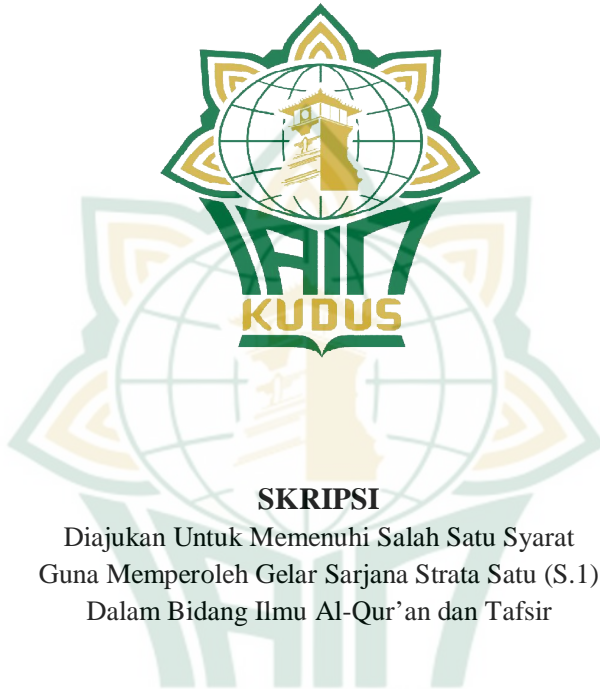 IAIN
KUDUS
SKRIPSI
Diajukan Untuk Memenuhi Salah Satu Syarat
Guna Memperoleh Gelar Sarjana Strata Satu (S.1)
Dalam Bidang Ilmu Al-Qur’an dan Tafsir